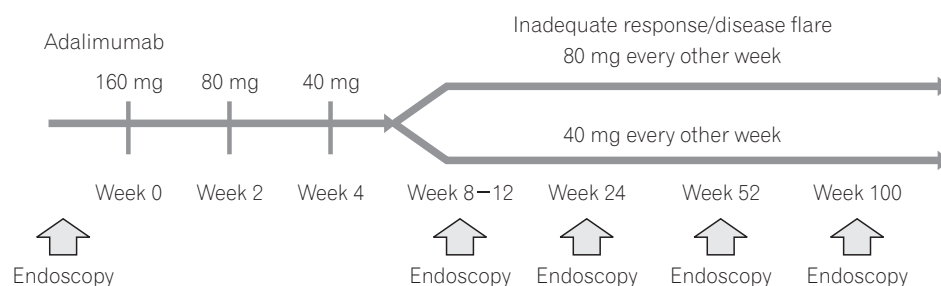 Adalimumab
160 mg 80 mg 40 mg
Inadequate response/disease flare
80 mg every other week
40 mg every other week
Week 0 Week 2 Week 4 Week 8–12 Week 24 Week 52 Week 100
Endoscopy Endoscopy Endoscopy Endoscopy Endoscopy